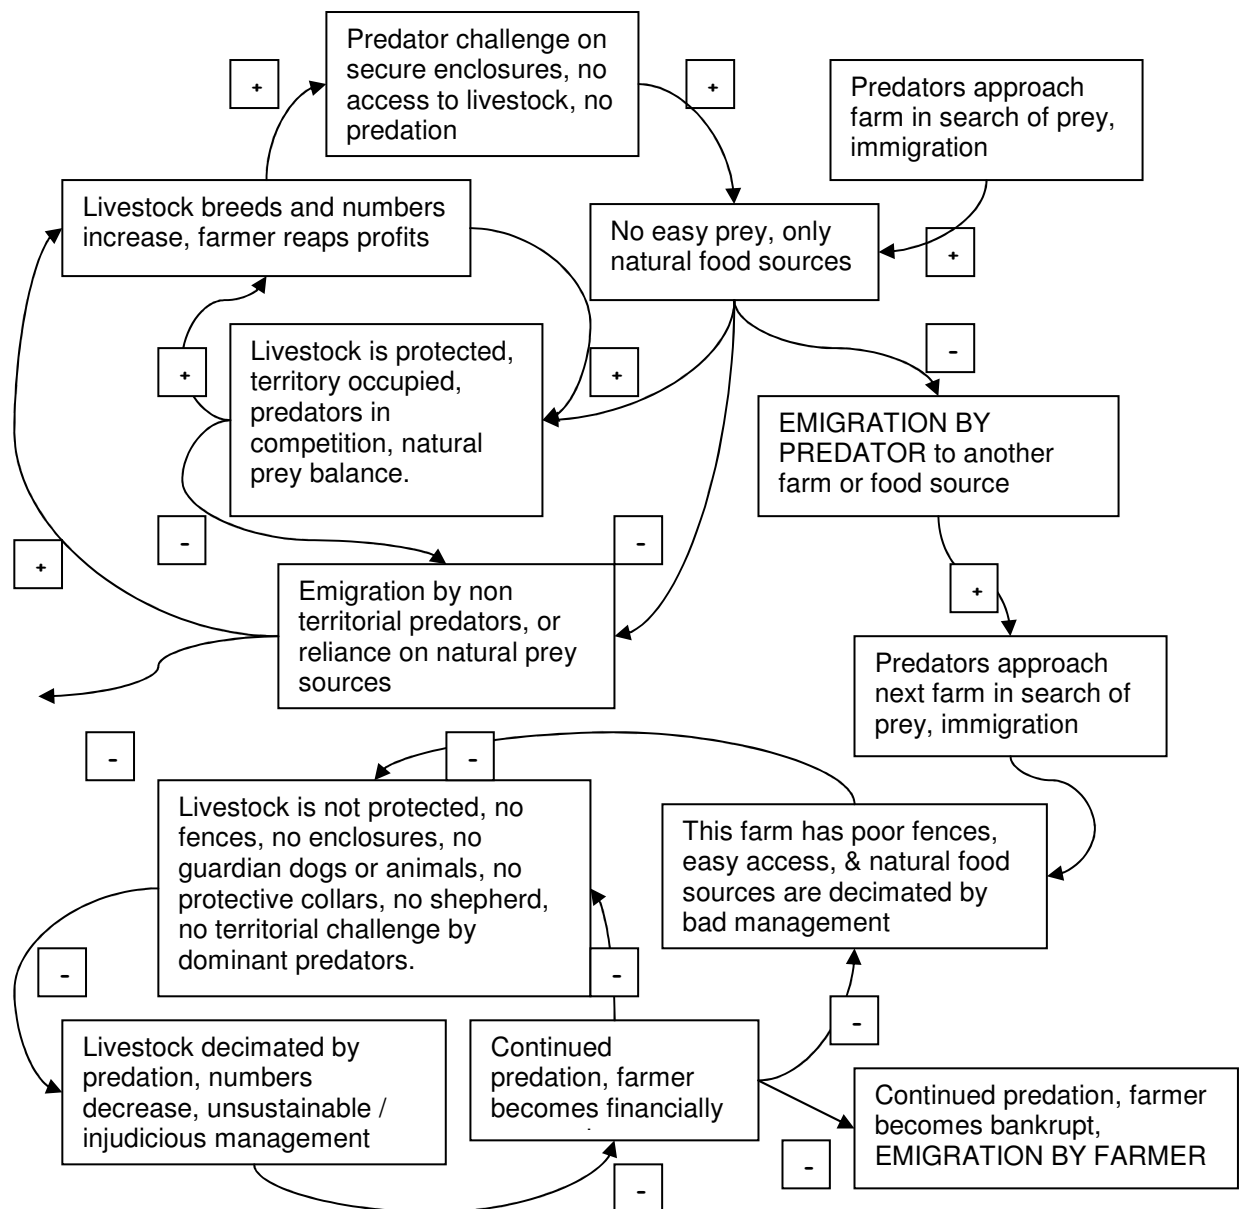 Predator challenge on
secure enclosures, no
access to livestock, no
predation
+
+
Predators approach
farm in search of prey,
immigration
Livestock breeds and numbers
increase, farmer reaps profits
No easy prey, only
natural food sources
+
Livestock is protected,
territory occupied,
predators in
competition, natural
prey balance.
+
+
-
EMIGRATION BY
PREDATOR to another
farm or food source
-
-
+
Emigration by non
territorial predators, or
reliance on natural prey
sources
+
Predators approach
next farm in search of
prey, immigration
-
-
Livestock is not protected, no
fences, no enclosures, no
guardian dogs or animals, no
protective collars, no shepherd,
no territorial challenge by
dominant predators.
This farm has poor fences,
easy access, & natural food
sources are decimated by
bad management
-
-
-
Livestock decimated by
predation, numbers
decrease, unsustainable /
injudicious management
Continued
predation, farmer
becomes financially
Continued predation, farmer
becomes bankrupt,
EMIGRATION BY FARMER
-
-